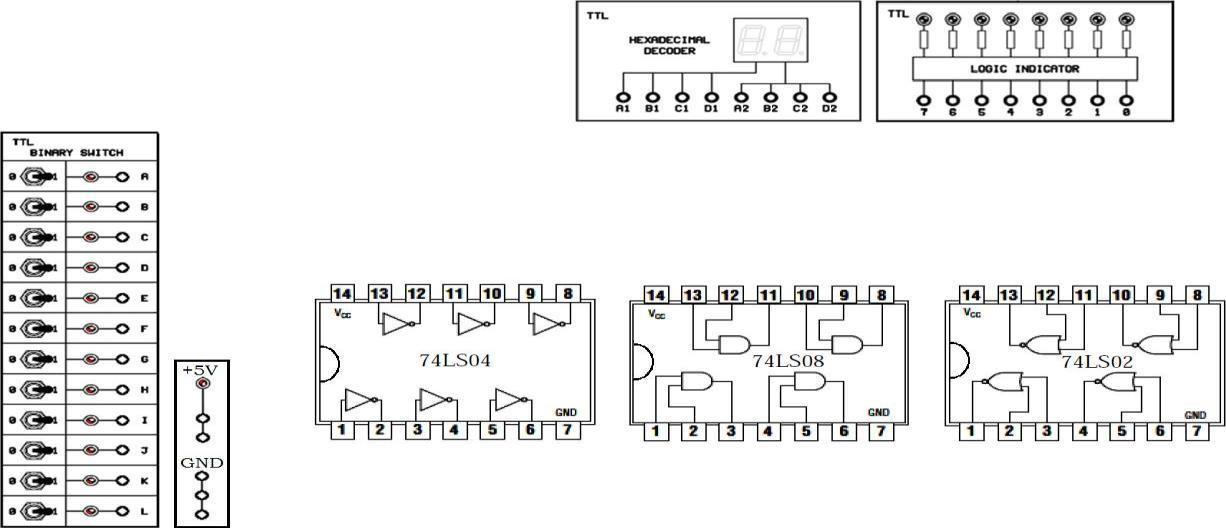 TTL
HEXADECIMAL
DECODER
A1 B1 C1 D1 A2 B2 C2 D2
TTL
LOGIC INDICATOR
7 6 5 4 3 2 1 0
TTL
BINARY SWITCH
0 1 A
0 1 B
0 1 C
0 1 D
0 1 E
0 1 F
0 1 G
0 1 H
0 1 I
0 1 J
0 1 K
0 1 L
+5V
GND
14 13 12 11 10 9 8
VCC
74LS04
GND
1 2 3 4 5 6 7
14 13 12 11 10 9 8
VCC
74LS08
GND
1 2 3 4 5 6 7
14 13 12 11 10 9 8
VCC
74LS02
GND
1 2 3 4 5 6 7